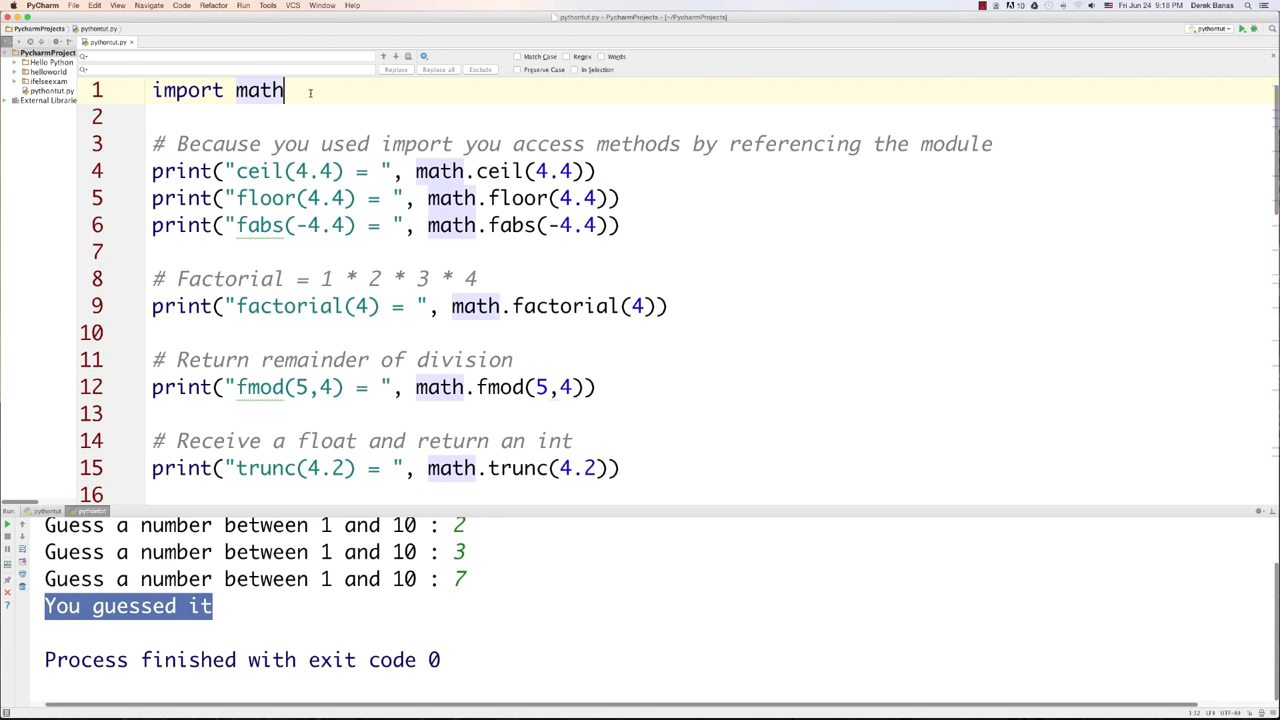 PyCharm File Edit View Navigate Code Refactor Run Tools VCS Window Help Fri Jun 24 9:18 PM Derek Banas
pythontut.py - PycharmProjects - [~/PycharmProjects]
PycharmProjects pythontut.py pythontut
pythontut.py
PycharmProject
Hello Python
helloworld
ifelseexam
pythontut.py
External Librarie
Match Case Regex Words
Replace Replace all Exclude Preserve Case In Selection
1 import math
2
3 # Because you used import you access methods by referencing the module
4 print("ceil(4.4) = ", math.ceil(4.4))
5 print("floor(4.4) = ", math.floor(4.4))
6 print("fabs(-4.4) = ", math.fabs(-4.4))
7
8 # Factorial = 1 * 2 * 3 * 4
9 print("factorial(4) = ", math.factorial(4))
10
11 # Return remainder of division
12 print("fmod(5,4) = ", math.fmod(5,4))
13
14 # Receive a float and return an int
15 print("trunc(4.2) = ", math.trunc(4.2))
16
Run: pythontut pythontut
Guess a number between 1 and 10 : 2
Guess a number between 1 and 10 : 3
Guess a number between 1 and 10 : 7
You guessed it
Process finished with exit code 0
1:12 LF÷ UTF-8÷